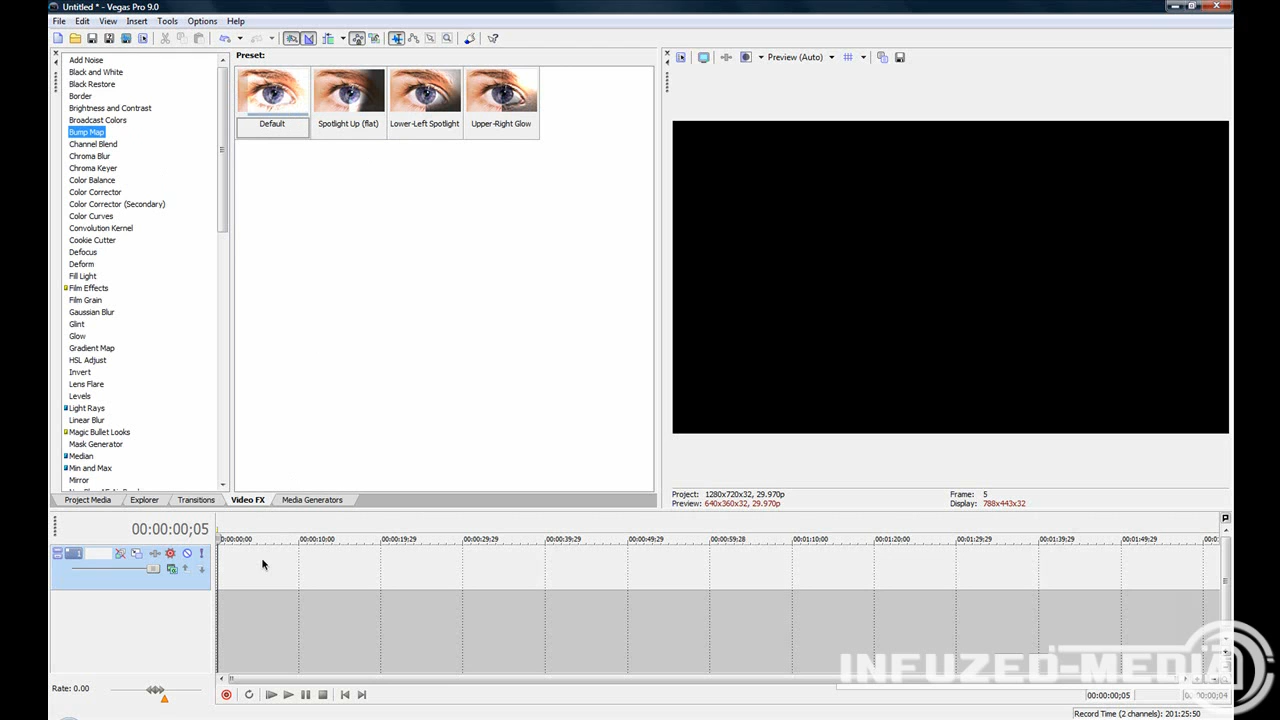 Untitled * - Vegas Pro 9.0
File Edit View Insert Tools Options Help
Preset:
Preview (Auto)
Add Noise
Black and White
Black Restore
Border
Brightness and Contrast
Broadcast Colors
Bump Map
Channel Blend
Chroma Blur
Chroma Keyer
Color Balance
Color Corrector
Color Corrector (Secondary)
Color Curves
Convolution Kernel
Cookie Cutter
Defocus
Deform
Fill Light
Film Effects
Film Grain
Gaussian Blur
Glint
Glow
Gradient Map
HSL Adjust
Invert
Lens Flare
Levels
Light Rays
Linear Blur
Magic Bullet Looks
Mask Generator
Median
Min and Max
Mirror
Default
Spotlight Up (flat)
Lower-Left Spotlight
Upper-Right Glow
Project Media Explorer Transitions Video FX Media Generators
Project: 1280x720x32, 29.970p Frame: 5
Preview: 640x360x32, 29.970p Display: 788x443x32
00:00:00;05
0:00:00:00 00:00:10:00 00:00:19:29 00:00:29:29 00:00:39:29 00:00:49:29 00:00:59:28 00:01:10:00 00:01:20:00 00:01:29:29 00:01:39:29 00:01:49:29
1
INFUZED-MEDIA
Rate: 0.00
00:00:00;05 00:00:00;04
Record Time (2 channels): 201:25:50